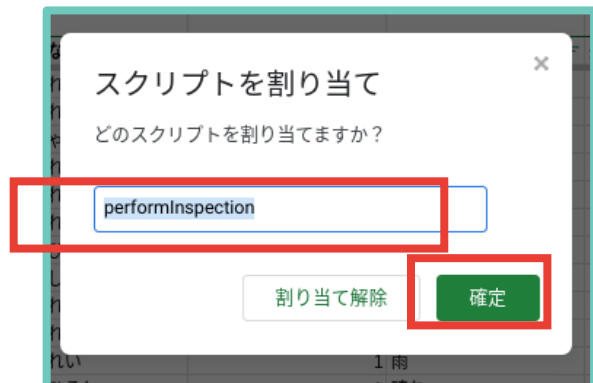 スクリプトを割り当て
×
どのスクリプトを割り当てますか？
performInspection
割り当て解除
確定
れい
1 雨